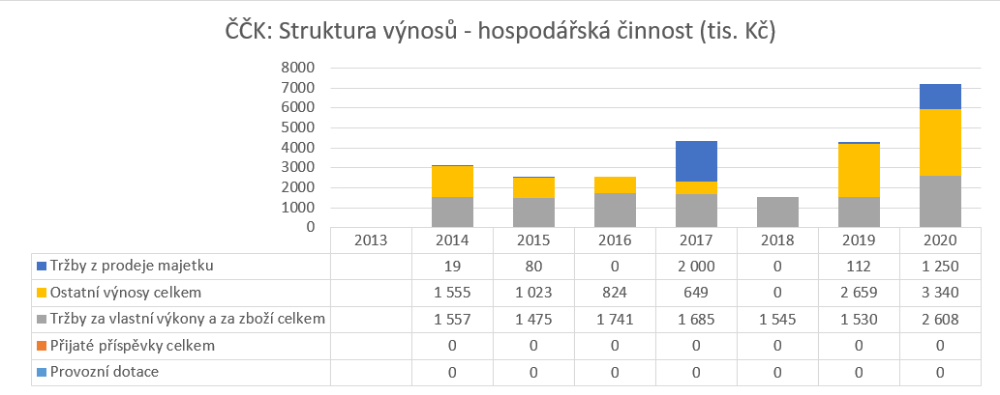 ČČK: Struktura výnosů - hospodářská činnost (tis. Kč)
8000
7000
6000
5000
4000
3000
2000
1000
0
2013 2014 2015 2016 2017 2018 2019 2020
Tržby z prodeje majetku 19 80 0 2 000 0 112 1 250
Ostatní výnosy celkem 1 555 1 023 824 649 0 2 659 3 340
Tržby za vlastní výkony a za zboží celkem 1 557 1 475 1 741 1 685 1 545 1 530 2 608
Přijaté příspěvky celkem 0 0 0 0 0 0 0
Provozní dotace 0 0 0 0 0 0 0